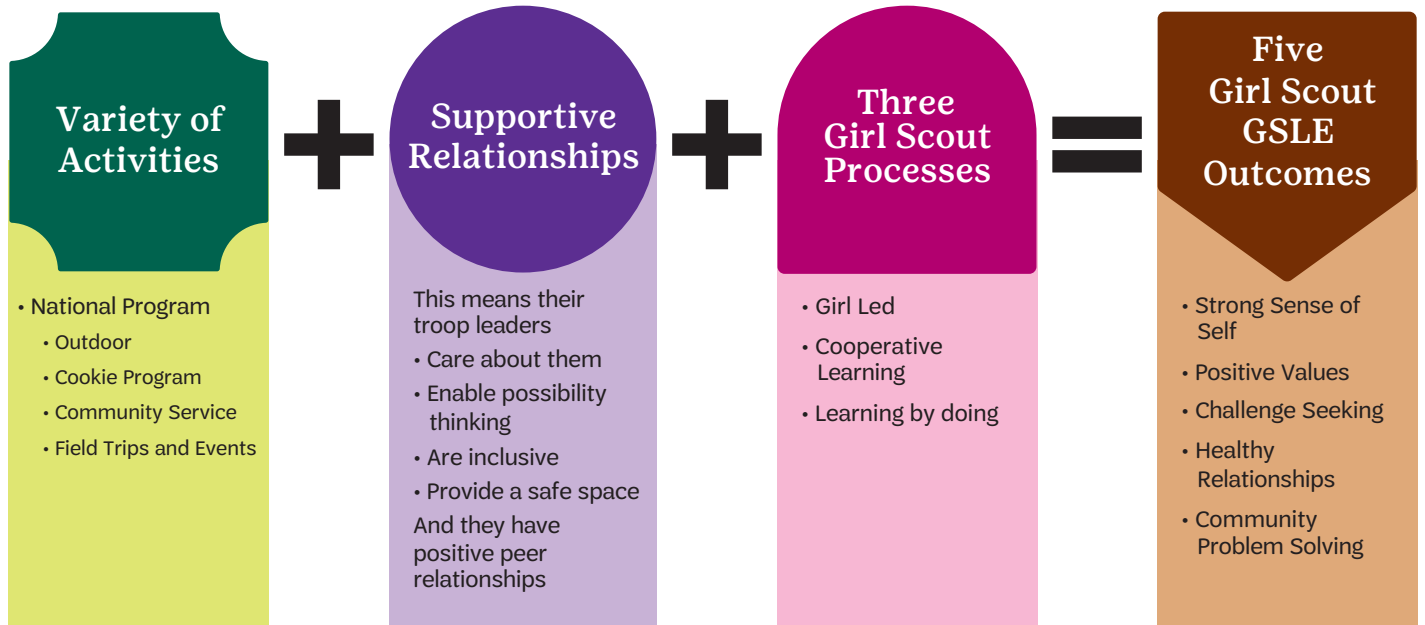 Variety of
Activities
• National Program
• Outdoor
• Cookie Program
• Community Service
• Field Trips and Events
+
Supportive
Relationships
This means their
troop leaders
• Care about them
• Enable possibility
thinking
• Are inclusive
• Provide a safe space
And they have
positive peer
relationships
+
Three
Girl Scout
Processes
• Girl Led
• Cooperative
Learning
• Learning by doing
=
Five
Girl Scout
GSLE
Outcomes
• Strong Sense of
Self
• Positive Values
• Challenge Seeking
• Healthy
Relationships
• Community
Problem Solving